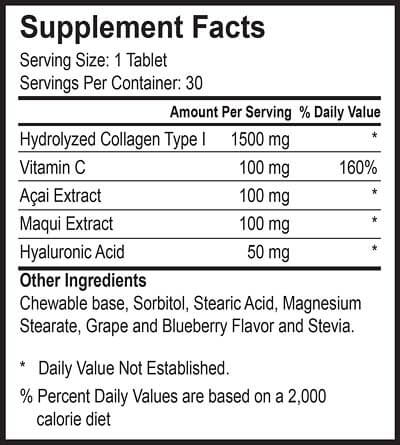 Supplement Facts
Serving Size: 1 Tablet
Servings Per Container: 30
Amount Per Serving % Daily Value
Hydrolyzed Collagen Type I 1500 mg *
Vitamin C 100 mg 160%
Açai Extract 100 mg *
Maqui Extract 100 mg *
Hyaluronic Acid 50 mg *
Other Ingredients
Chewable base, Sorbitol, Stearic Acid, Magnesium
Stearate, Grape and Blueberry Flavor and Stevia.
* Daily Value Not Established.
% Percent Daily Values are based on a 2,000
calorie diet